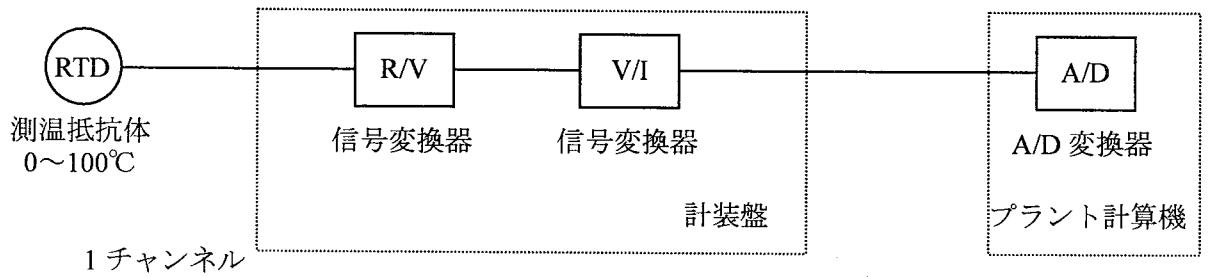 RTD
R/V
V/I
A/D
測温抵抗体
0～100℃
信号変換器
信号変換器
A/D 変換器
計装盤
プラント計算機
1 チャンネル